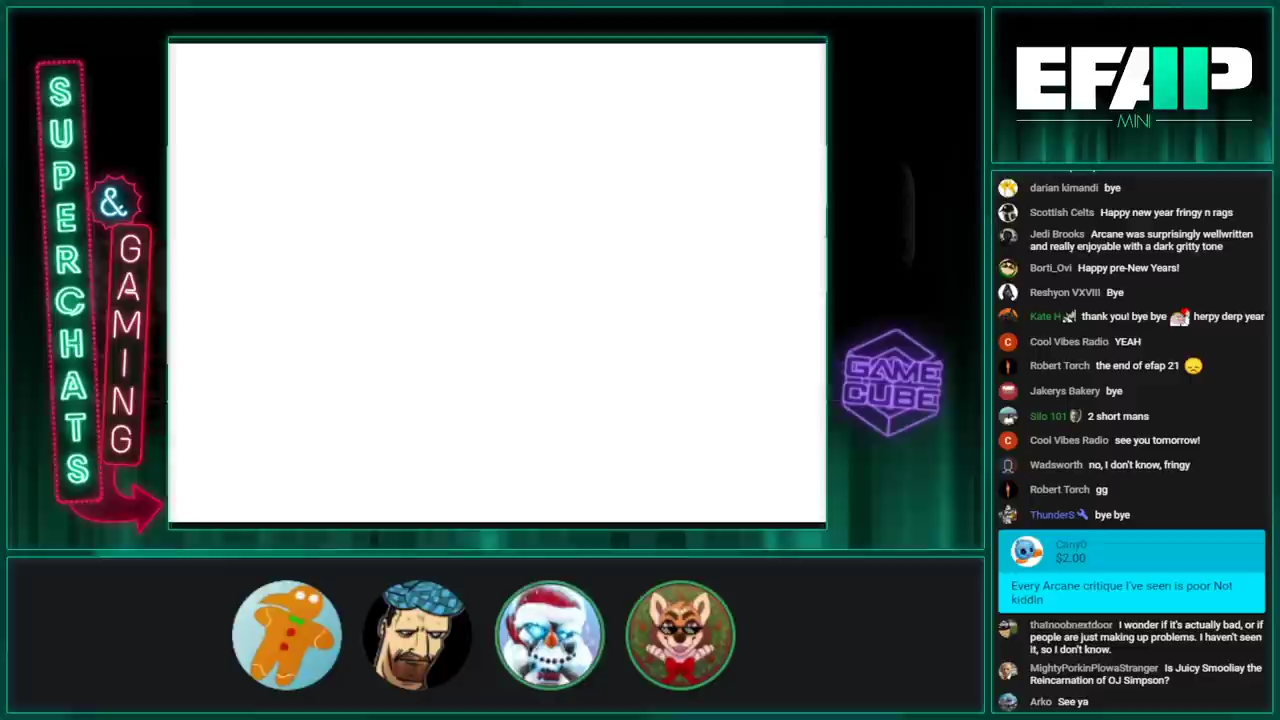 SUPERCHATS
&
GAMING
GAME
CUBE
EFAP
MINI
darian kimandi bye
Scottish Celts Happy new year fringy n rags
Jedi Brooks Arcane was surprisingly wellwritten
and really enjoyable with a dark gritty tone
Borti_Ovi Happy pre-New Years!
Reshyon VXVIII Bye
Kate H thank you! bye bye herpy derp year
Cool Vibes Radio YEAH
Robert Torch the end of efap 21
Jakerys Bakery bye
Silo 101 2 short mans
Cool Vibes Radio see you tomorrow!
Wadsworth no, I don't know, fringy
Robert Torch gg
ThunderS bye bye
$2.00
Every Arcane critique I've seen is poor Not
kiddin
thatnoobnextdoor I wonder if it's actually bad, or if
people are just making up problems. I haven't seen
it, so I don't know.
MightyPorkinPlowaStranger Is Juicy Smooliay the
Reincarnation of OJ Simpson?
Arko See ya